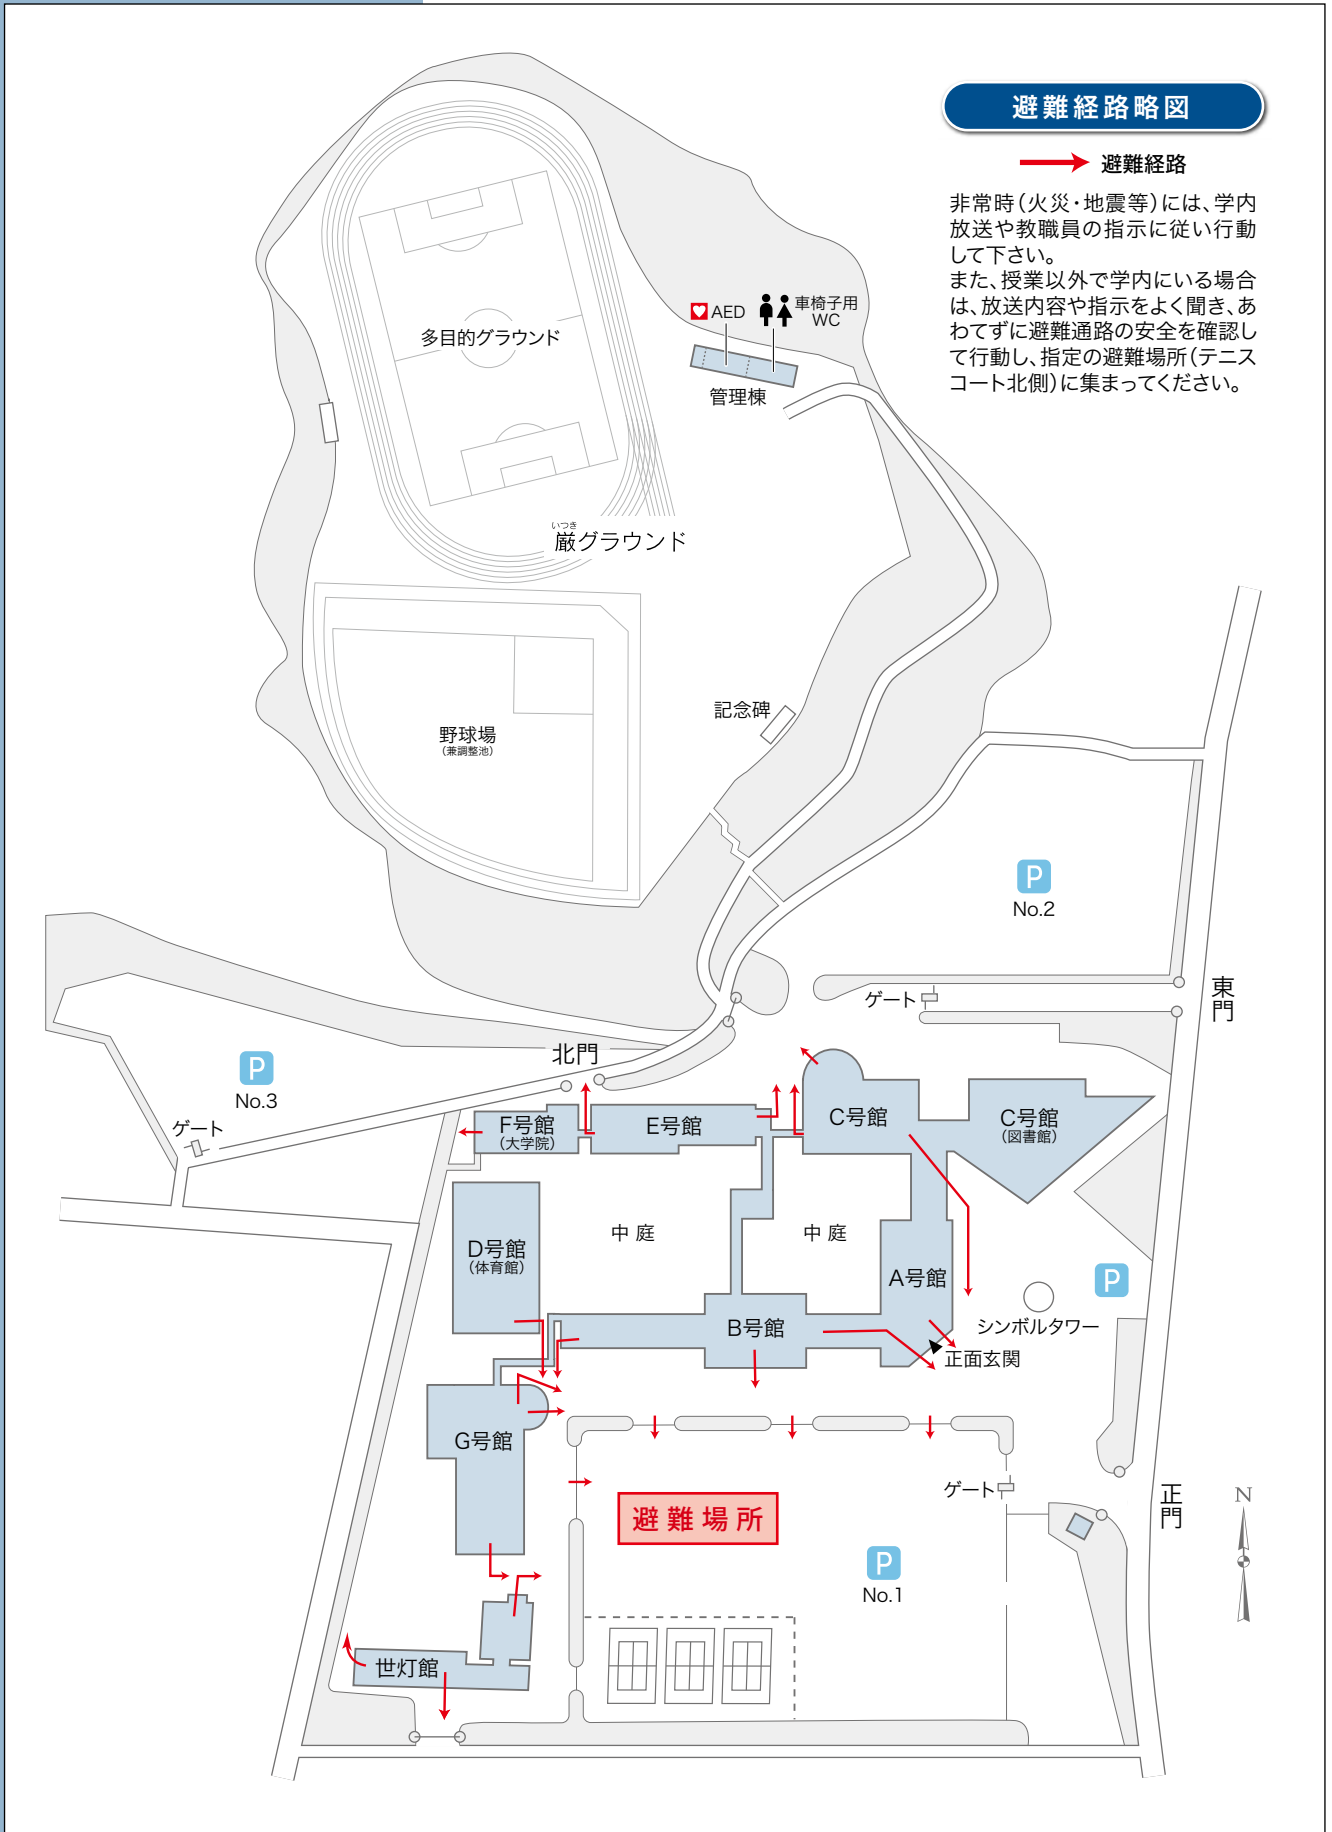 避難経路略図
避難経路
非常時（火災・地震等）には、学内
放送や教職員の指示に従い行動
して下さい。
また、授業以外で学内にいる場合
は、放送内容や指示をよく聞き、あ
わてずに避難通路の安全を確認し
て行動し、指定の避難場所（テニス
コート北側）に集まってください。
AED
車椅子用
WC
管理棟
多目的グラウンド
いつき
厳グラウンド
記念碑
野球場
（兼調整池）
P
No.2
東門
ゲート
北門
P
No.3
ゲート
F号館
（大学院）
E号館
C号館
C号館
（図書館）
中庭
中庭
D号館
（体育館）
A号館
P
シンボルタワー
B号館
正面玄関
G号館
ゲート
正門
N
避難場所
P
No.1
世灯館